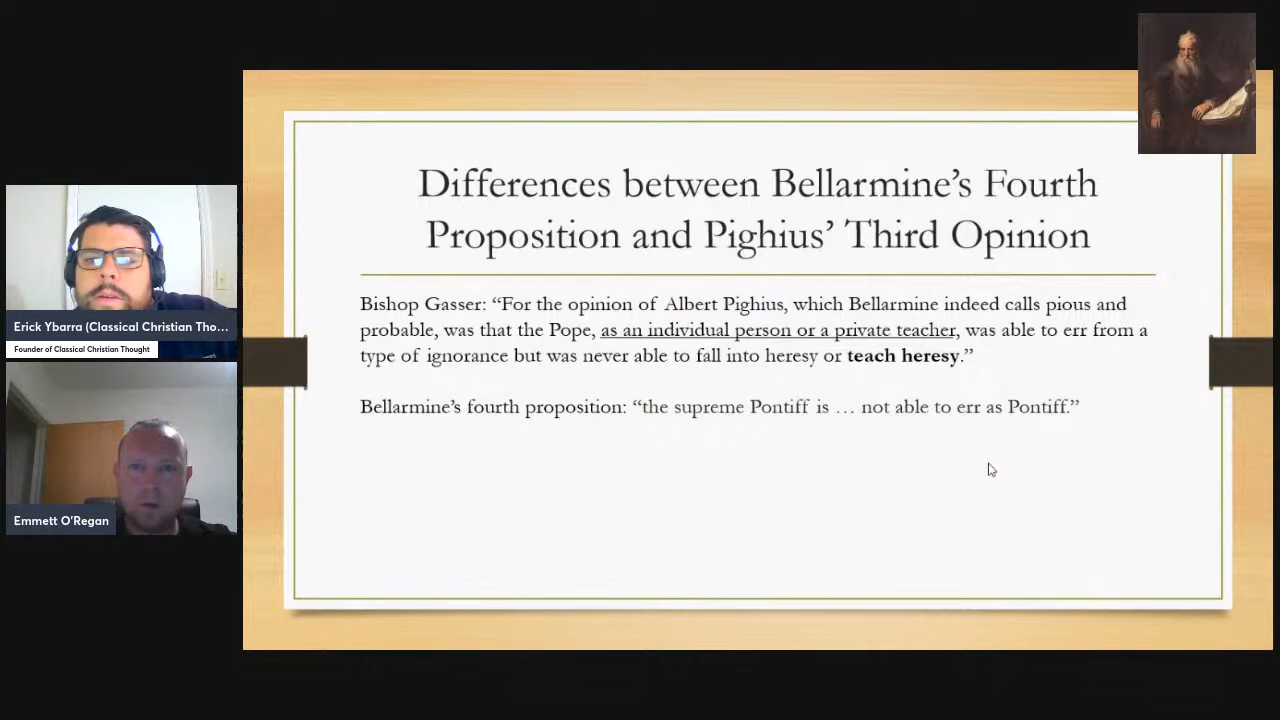 Differences between Bellarmine’s Fourth
Proposition and Pighius’ Third Opinion
Bishop Gasser: “For the opinion of Albert Pighius, which Bellarmine indeed calls pious and
probable, was that the Pope, as an individual person or a private teacher, was able to err from a
type of ignorance but was never able to fall into heresy or teach heresy.”
Bellarmine’s fourth proposition: “the supreme Pontiff is … not able to err as Pontiff.”
Erick Ybarra (Classical Christian Tho...
Founder of Classical Christian Thought
Emmett O'Regan